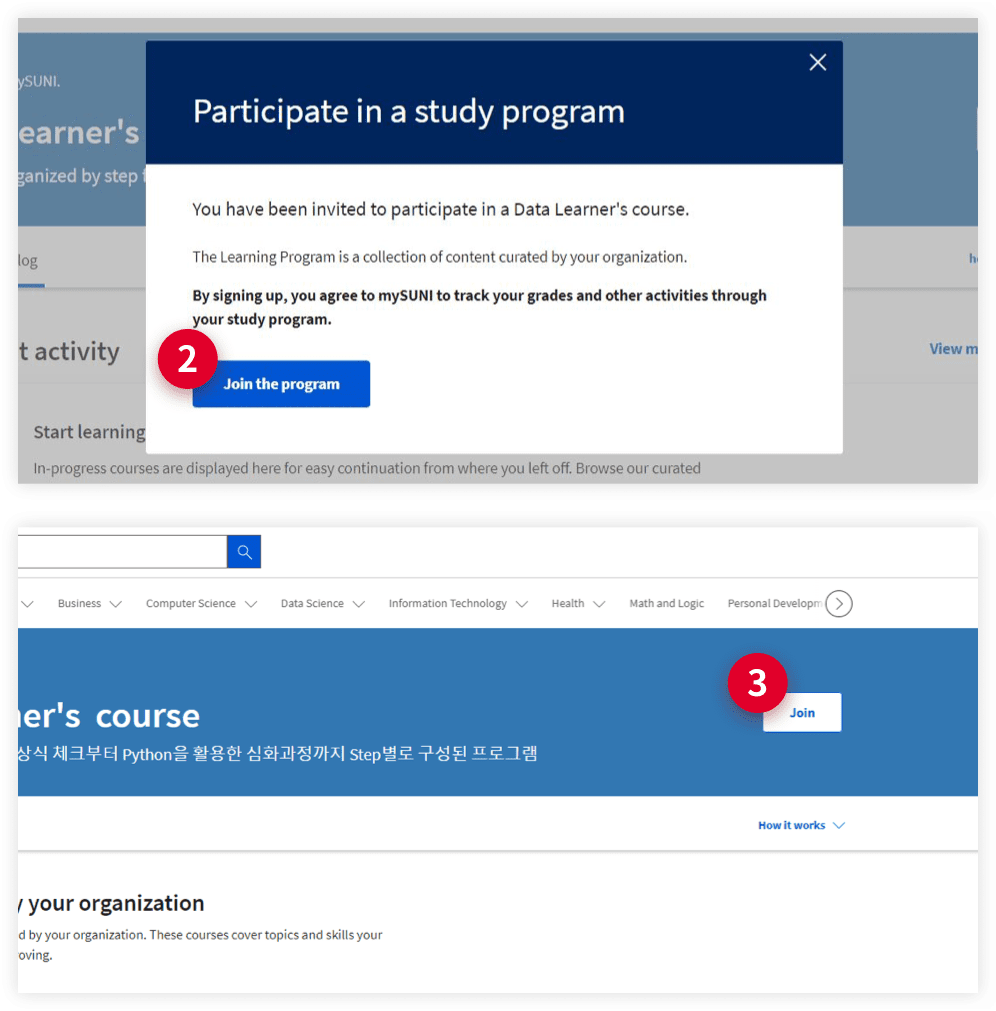 ySUNI.
earner's
ganized by step
log
t activity
View m
Start learning
In-progress courses are displayed here for easy continuation from where you left off. Browse our curated
Participate in a study program
You have been invited to participate in a Data Learner's course.
The Learning Program is a collection of content curated by your organization.
By signing up, you agree to mySUNI to track your grades and other activities through
your study program.
2
Join the program
Business
Computer Science
Data Science
Information Technology
Health
Math and Logic
Personal Developm
ner's course
상식 체크부터 Python을 활용한 심화과정까지 Step별로 구성된 프로그램
3
Join
How it works
y your organization
d by your organization. These courses cover topics and skills your
oving.